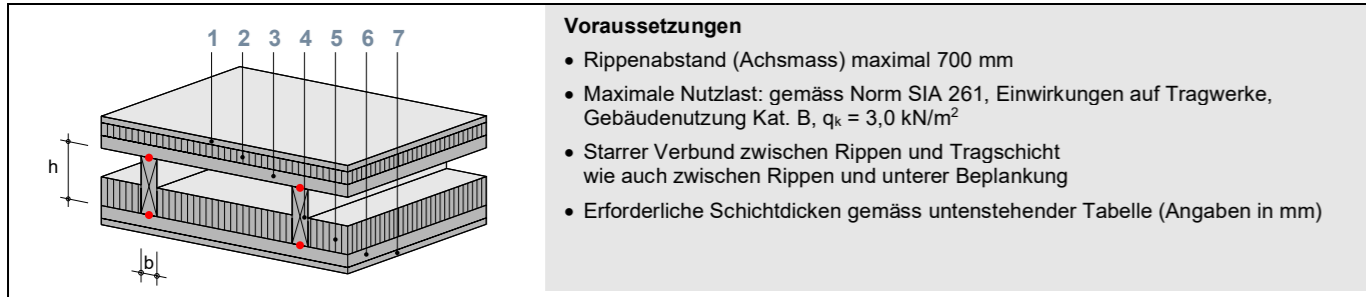 1 2 3 4 5 6 7
h
b
Voraussetzungen
• Rippenabstand (Achsmass) maximal 700 mm
• Maximale Nutzlast: gemäss Norm SIA 261, Einwirkungen auf Tragwerke,
Gebäudenutzung Kat. B, qₖ = 3,0 kN/m²
• Starrer Verbund zwischen Rippen und Tragschicht
wie auch zwischen Rippen und unterer Beplankung
• Erforderliche Schichtdicken gemäss untenstehender Tabelle (Angaben in mm)